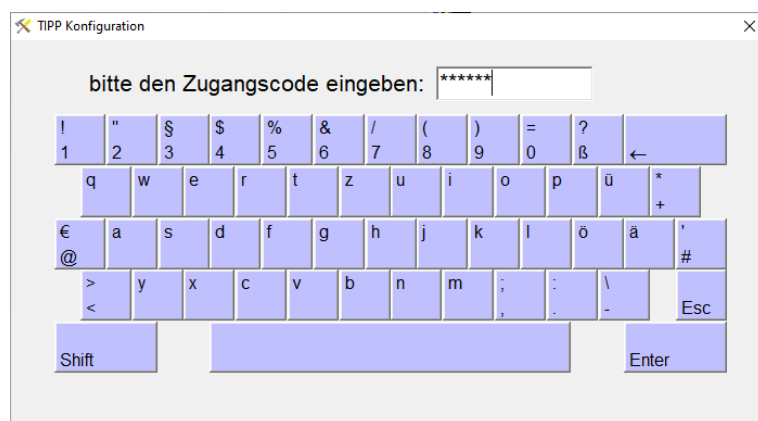 TIPP Konfiguration
bitte den Zugangscode eingeben: ******
! " § $ % & / ( ) = ?
1 2 3 4 5 6 7 8 9 0 ß ←
q w e r t z u i o p ü *
+
€ a s d f g h j k l ö ä '
@ #
> y x c v b n m ; : \
< , . - Esc
Shift Enter